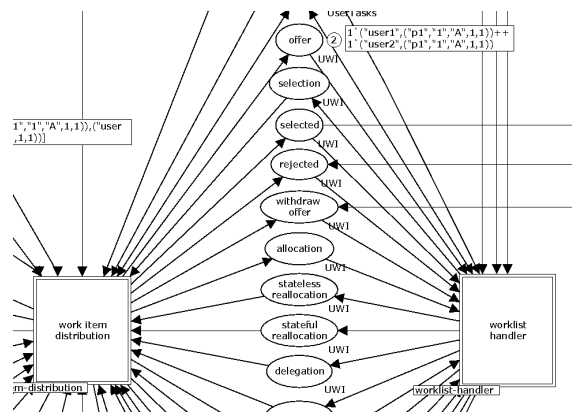 UserTasks
offer
2
1`("user1",("p1","1","A",1,1))++
1`("user2",("p1","1","A",1,1))
UWI
selection
UWI
1","1","A",1,1)),("user
,1,1))]
selected
UWI
rejected
UWI
withdraw
offer
UWI
allocation
UWI
stateless
reallocation
UWI
work item
distribution
stateful
reallocation
UWI
worklist
handler
delegation
UWI
m-distribution
worklist-handler